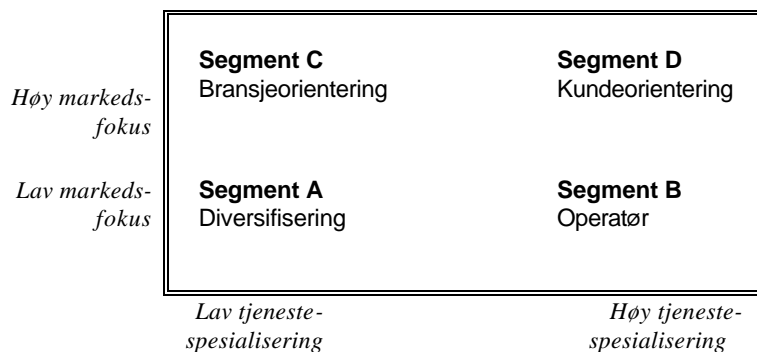 Segment C
Segment D
Bransjeorientering
Kundeorientering
Høy markeds-
fokus
Lav markeds-
fokus
Segment A
Segment B
Diversifisering
Operatør
Lav tjeneste-
spesialisering
Høy tjeneste-
spesialisering